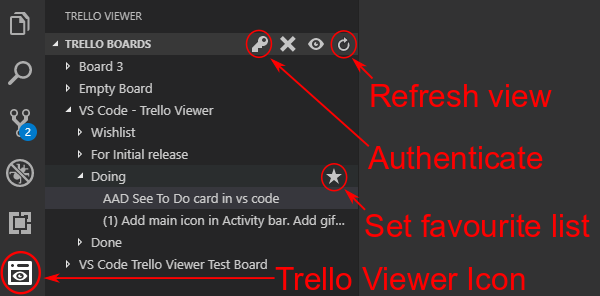 TRELLO VIEWER
TRELLO BOARDS
Board 3
Refresh view
Empty Board
VS Code - Trello Viewer
2
Wishlist
For Initial release
Authenticate
Doing
AAD See To Do card in vs code
(1) Add main icon in Activity bar. Add gif...
Set favourite list
Done
VS Code Trello Viewer Test Board
Trello Viewer Icon